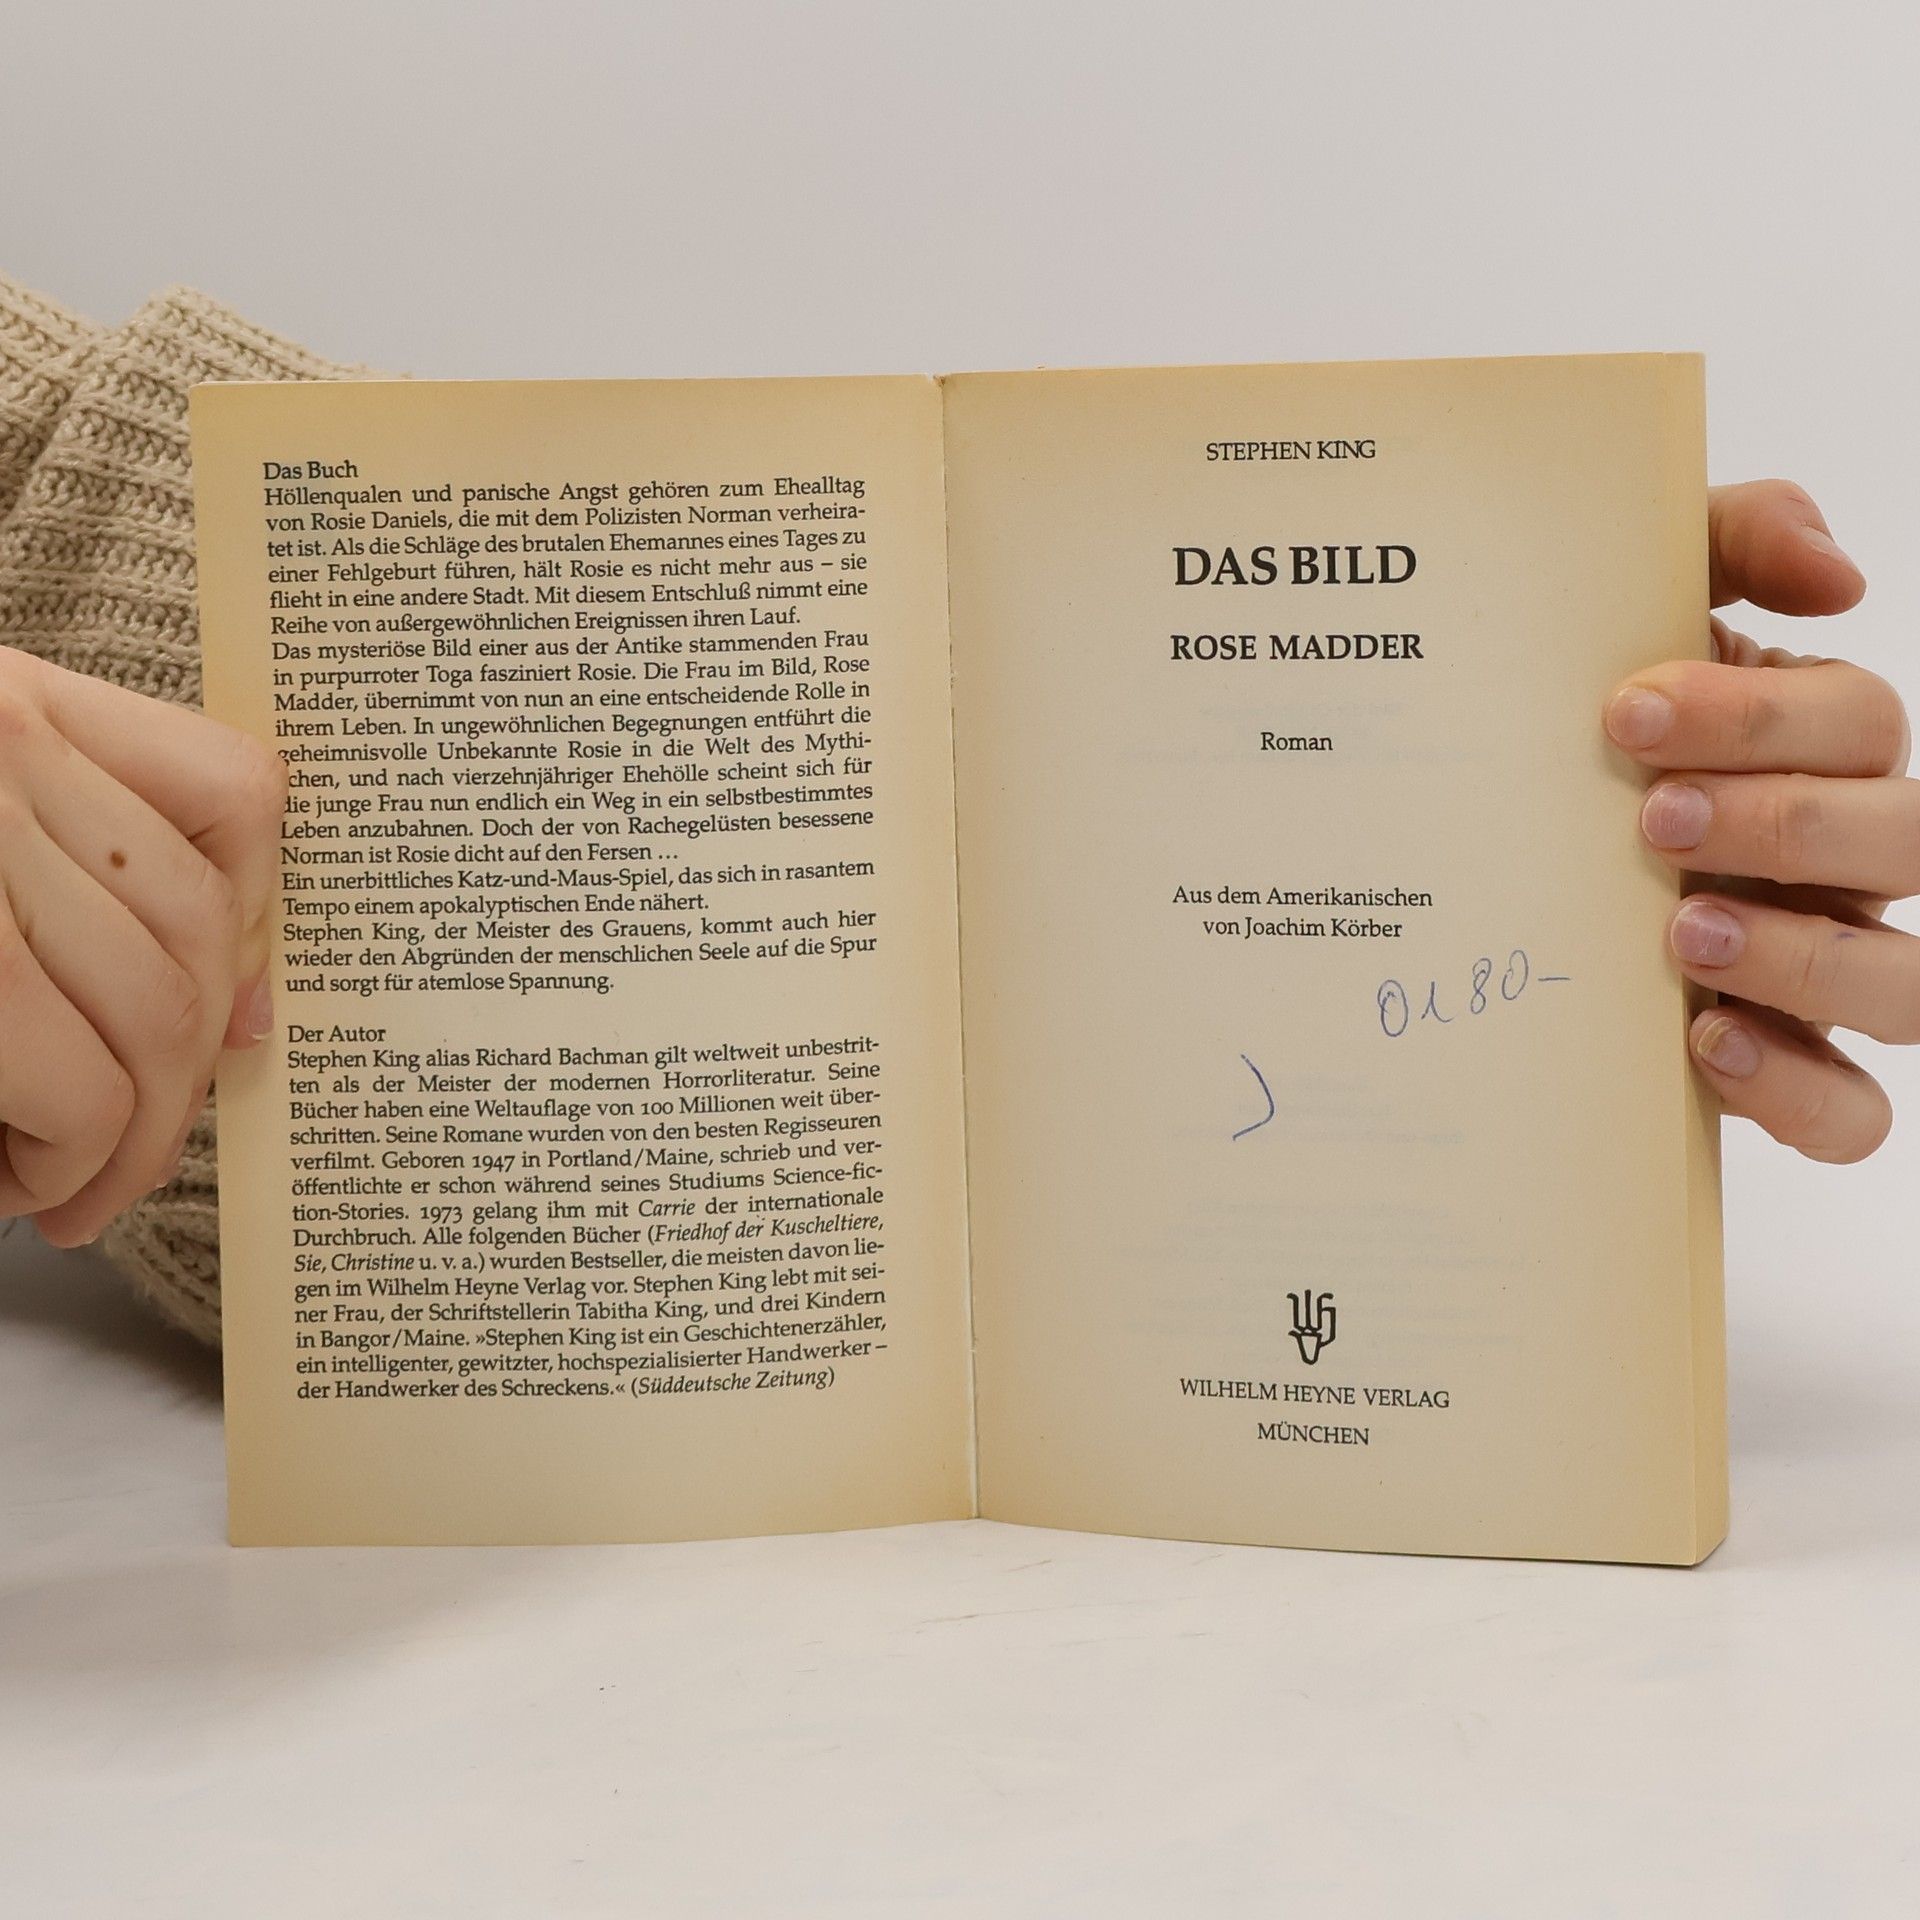 Das Buch
Höllenqualen und panische Angst gehören zum Ehealltag
von Rosie Daniels, die mit dem Polizisten Norman verheira-
tet ist. Als die Schläge des brutalen Ehemannes eines Tages zu
einer Fehlgeburt führen, hält Rosie es nicht mehr aus – sie
flieht in eine andere Stadt. Mit diesem Entschluß nimmt eine
Reihe von außergewöhnlichen Ereignissen ihren Lauf.
Das mysteriöse Bild einer aus der Antike stammenden Frau
in purpurroter Toga fasziniert Rosie. Die Frau im Bild, Rose
Madder, übernimmt von nun an eine entscheidende Rolle in
ihrem Leben. In ungewöhnlichen Begegnungen entführt die
geheimnisvolle Unbekannte Rosie in die Welt des Mythi-
schen, und nach vierzehnjähriger Ehehölle scheint sich für
die junge Frau nun endlich ein Weg in ein selbstbestimmtes
Leben anzubahnen. Doch der von Rachegelüsten besessene
Norman ist Rosie dicht auf den Fersen ...
Ein unerbittliches Katz-und-Maus-Spiel, das sich in rasantem
Tempo einem apokalyptischen Ende nähert.
Stephen King, der Meister des Grauens, kommt auch hier
wieder den Abgründen der menschlichen Seele auf die Spur
und sorgt für atemlose Spannung.
Der Autor
Stephen King alias Richard Bachman gilt weltweit unbestrit-
ten als der Meister der modernen Horrorliteratur. Seine
Bücher haben eine Weltauflage von 100 Millionen weit über-
schritten. Seine Romane wurden von den besten Regisseuren
verfilmt. Geboren 1947 in Portland/Maine, schrieb und ver-
öffentlichte er schon während seines Studiums Science-fic-
tion-Stories. 1973 gelang ihm mit Carrie der internationale
Durchbruch. Alle folgenden Bücher (Friedhof der Kuscheltiere,
Sie, Christine u. v. a.) wurden Bestseller, die meisten davon lie-
gen im Wilhelm Heyne Verlag vor. Stephen King lebt mit sei-
ner Frau, der Schriftstellerin Tabitha King, und drei Kindern
in Bangor/Maine. »Stephen King ist ein Geschichtenerzähler,
ein intelligenter, gewitzter, hochspezialisierter Handwerker –
der Handwerker des Schreckens.« (Süddeutsche Zeitung)
STEPHEN KING
DAS BILD
ROSE MADDER
Roman
Aus dem Amerikanischen
von Joachim Körber
0180–
WILHELM HEYNE VERLAG
MÜNCHEN